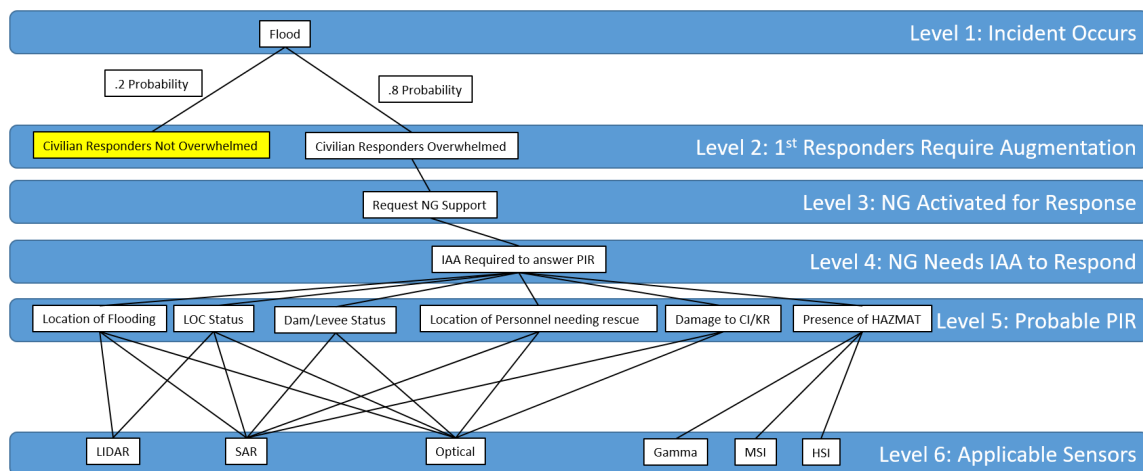 Flood
Level 1: Incident Occurs
.2 Probability
.8 Probability
Civilian Responders Not Overwhelmed
Civilian Responders Overwhelmed
Level 2: 1st Responders Require Augmentation
Request NG Support
Level 3: NG Activated for Response
IAA Required to answer PIR
Level 4: NG Needs IAA to Respond
Location of Flooding
LOC Status
Dam/Levee Status
Location of Personnel needing rescue
Damage to CI/KR
Presence of HAZMAT
Level 5: Probable PIR
LIDAR
SAR
Optical
Gamma
MSI
HSI
Level 6: Applicable Sensors